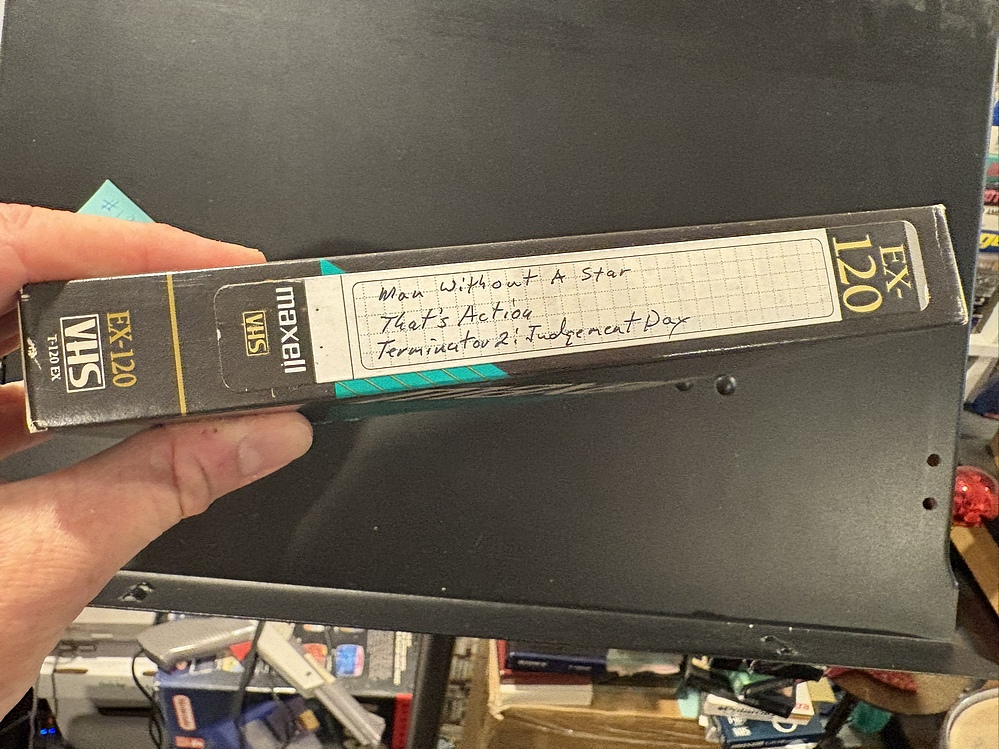 Man Without A Star
That's Action
Terminator 2: Judgement Day
maxell
VHS
EX-120
VHS
T-120 EX
EX-
120